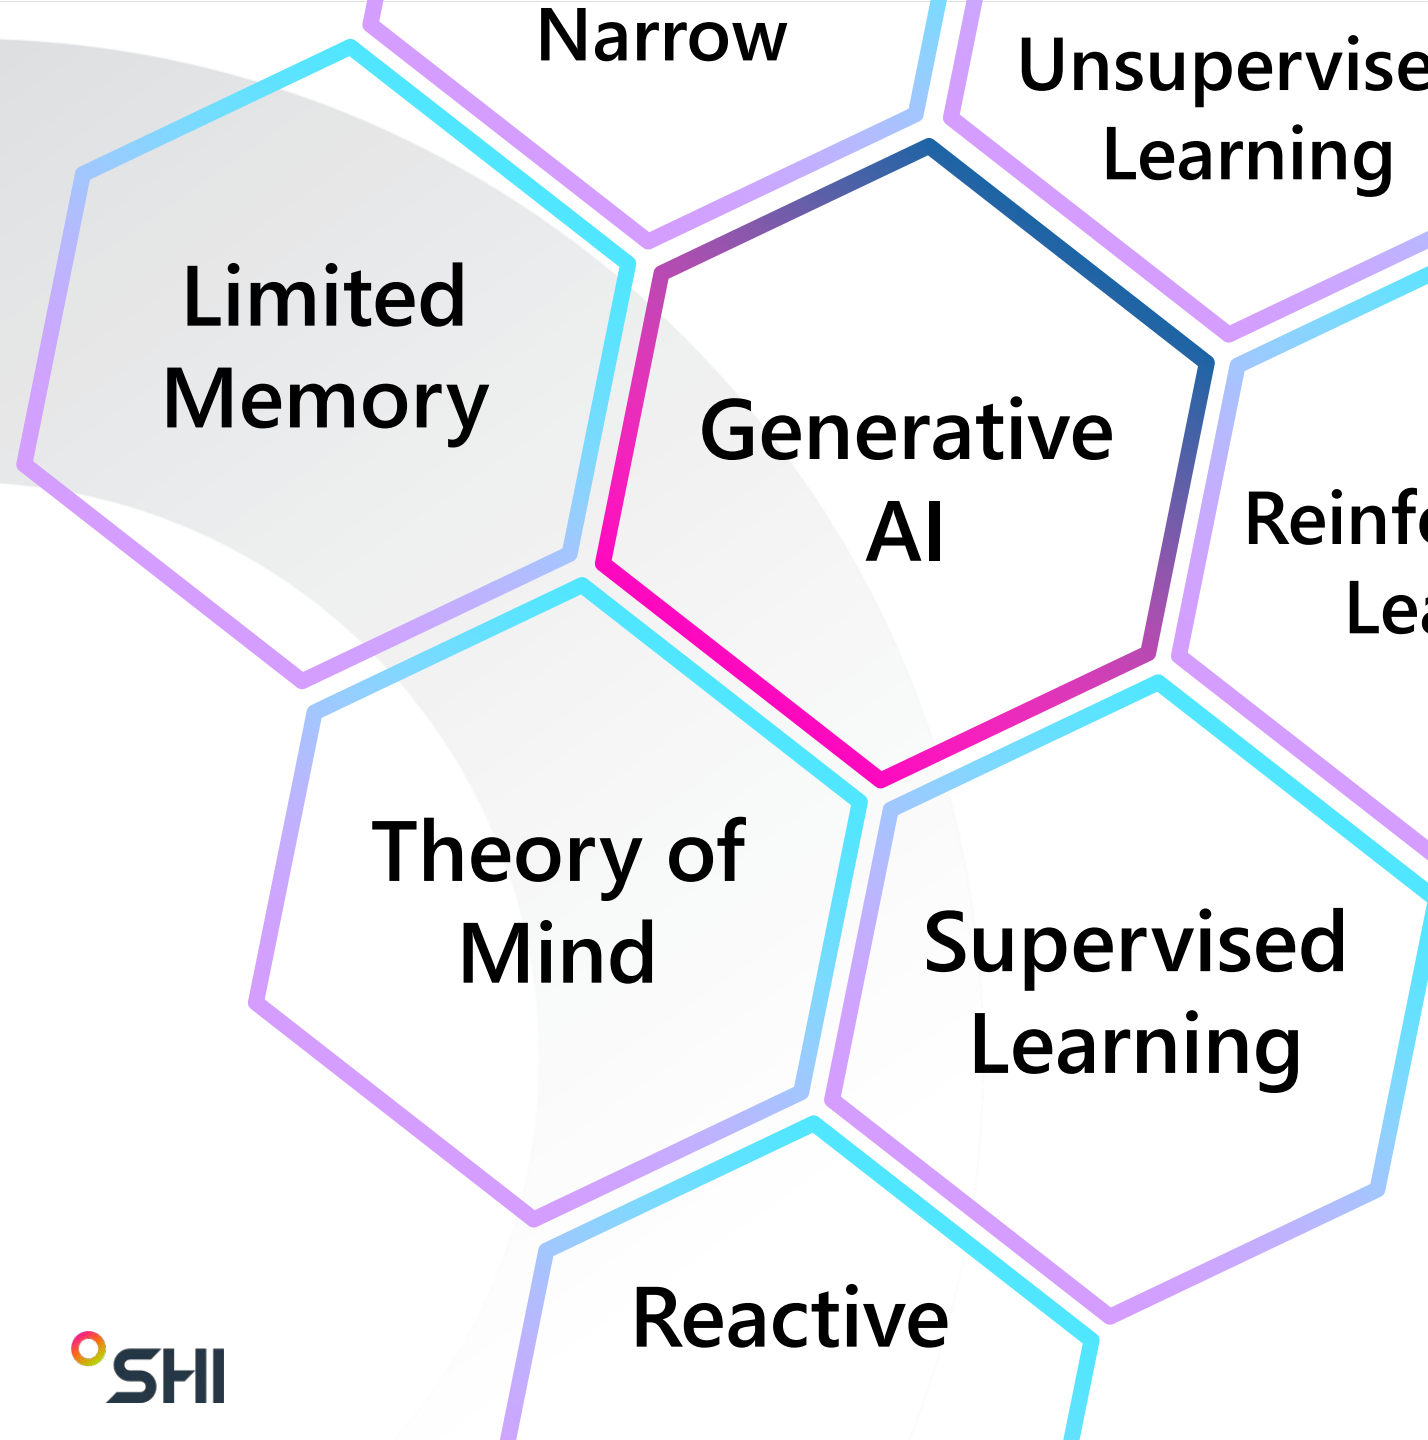 Narrow
Unsupervise
Learning
Limited
Memory
Generative
AI
Reinf
Lea
Theory of
Mind
Supervised
Learning
Reactive
SHI